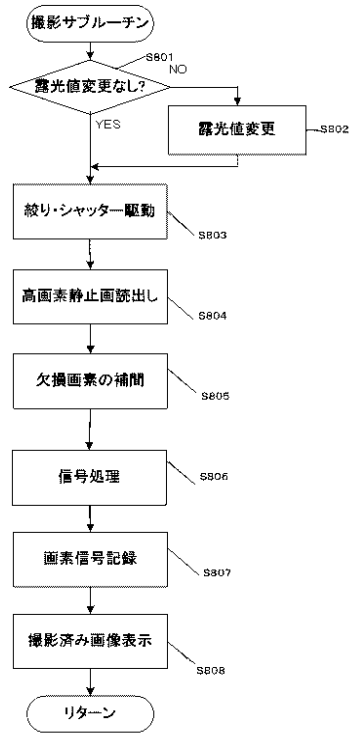 撮影サブルーチン
S801
露光値変更なし?
NO
YES
露光値変更
S802
絞り・シャッター駆動
S803
高画素静止画読出し
S804
欠損画素の補間
S805
信号処理
S806
画素信号記録
S807
撮影済み画像表示
S808
リターン